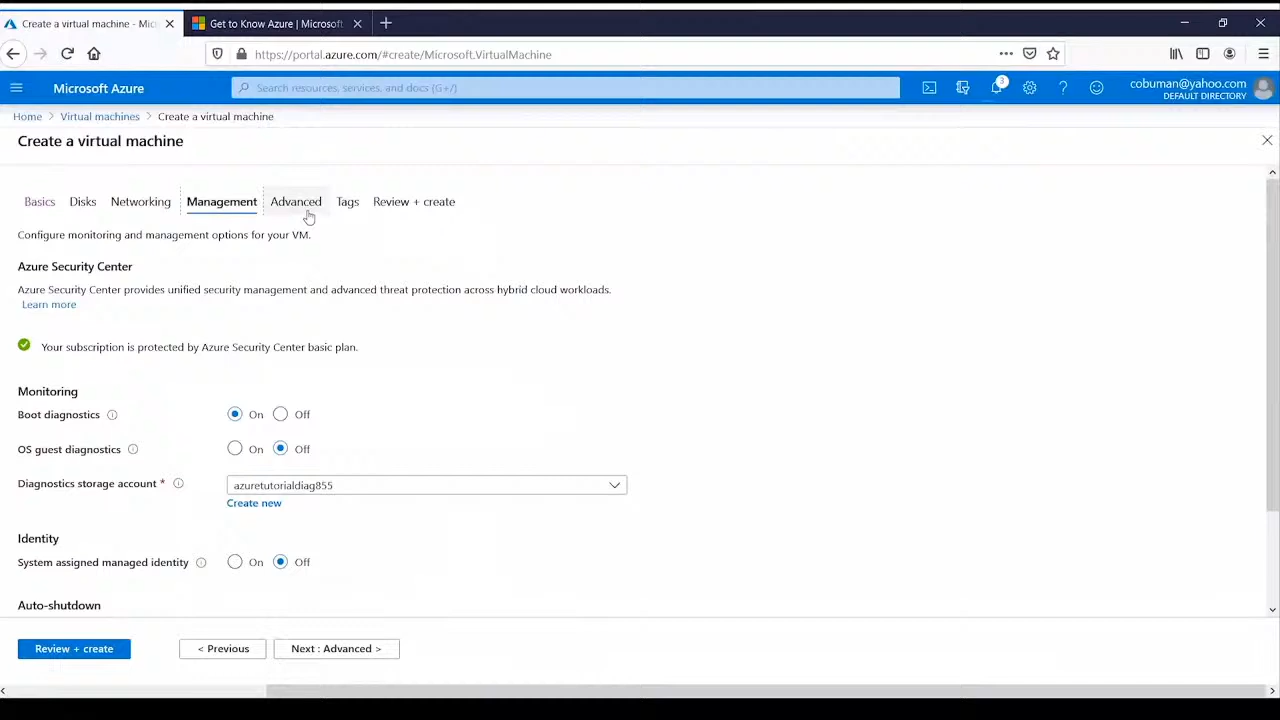 Create a virtual machine - Mic
Get to Know Azure | Microsoft
https://portal.azure.com/#create/Microsoft.VirtualMachine
Microsoft Azure
Search resources, services, and docs (G+/)
3
cobuman@yahoo.com
DEFAULT DIRECTORY
Home > Virtual machines > Create a virtual machine
Create a virtual machine
Basics Disks Networking Management Advanced Tags Review + create
Configure monitoring and management options for your VM.
Azure Security Center
Azure Security Center provides unified security management and advanced threat protection across hybrid cloud workloads.
Learn more
Your subscription is protected by Azure Security Center basic plan.
Monitoring
Boot diagnostics On Off
OS guest diagnostics On Off
Diagnostics storage account * azuretutorialdiag855
Create new
Identity
System assigned managed identity On Off
Auto-shutdown
Review + create < Previous Next : Advanced >